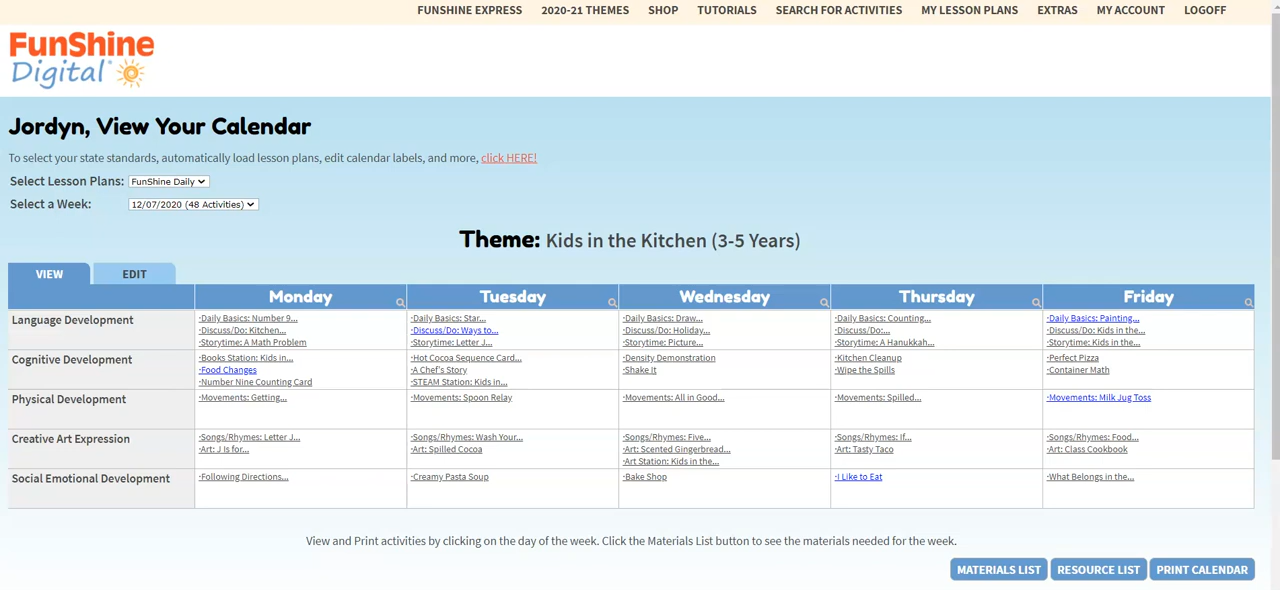 FUNSHINE EXPRESS 2020-21 THEMES SHOP TUTORIALS SEARCH FOR ACTIVITIES MY LESSON PLANS EXTRAS MY ACCOUNT LOGOFF
FunShine
Digital®
Jordyn, View Your Calendar
To select your state standards, automatically load lesson plans, edit calendar labels, and more, click HERE!
Select Lesson Plans: FunShine Daily
Select a Week: 12/07/2020 (48 Activities)
Theme: Kids in the Kitchen (3-5 Years)
VIEW EDIT
Monday Tuesday Wednesday Thursday Friday
Language Development
·Daily Basics: Number 9... ·Daily Basics: Star... ·Daily Basics: Draw... ·Daily Basics: Counting... ·Daily Basics: Painting...
·Discuss/Do: Kitchen... ·Discuss/Do: Ways to... ·Discuss/Do: Holiday... ·Discuss/Do:... ·Discuss/Do: Kids in the...
·Storytime: A Math Problem ·Storytime: Letter J... ·Storytime: Picture... ·Storytime: A Hanukkah... ·Storytime: Kids in the...
Cognitive Development
·Books Station: Kids in... ·Hot Cocoa Sequence Card... ·Density Demonstration ·Kitchen Cleanup ·Perfect Pizza
·Food Changes ·A Chef's Story ·Shake It ·Wipe the Spills ·Container Math
·Number Nine Counting Card ·STEAM Station: Kids in...
Physical Development
·Movements: Getting... ·Movements: Spoon Relay ·Movements: All in Good... ·Movements: Spilled... ·Movements: Milk Jug Toss
Creative Art Expression
·Songs/Rhymes: Letter J... ·Songs/Rhymes: Wash Your... ·Songs/Rhymes: Five... ·Songs/Rhymes: If... ·Songs/Rhymes: Food...
·Art: J Is for... ·Art: Spilled Cocoa ·Art: Scented Gingerbread... ·Art: Tasty Taco ·Art: Class Cookbook
·Art Station: Kids in the...
Social Emotional Development
·Following Directions... ·Creamy Pasta Soup ·Bake Shop ·I Like to Eat ·What Belongs in the...
View and Print activities by clicking on the day of the week. Click the Materials List button to see the materials needed for the week.
MATERIALS LIST RESOURCE LIST PRINT CALENDAR